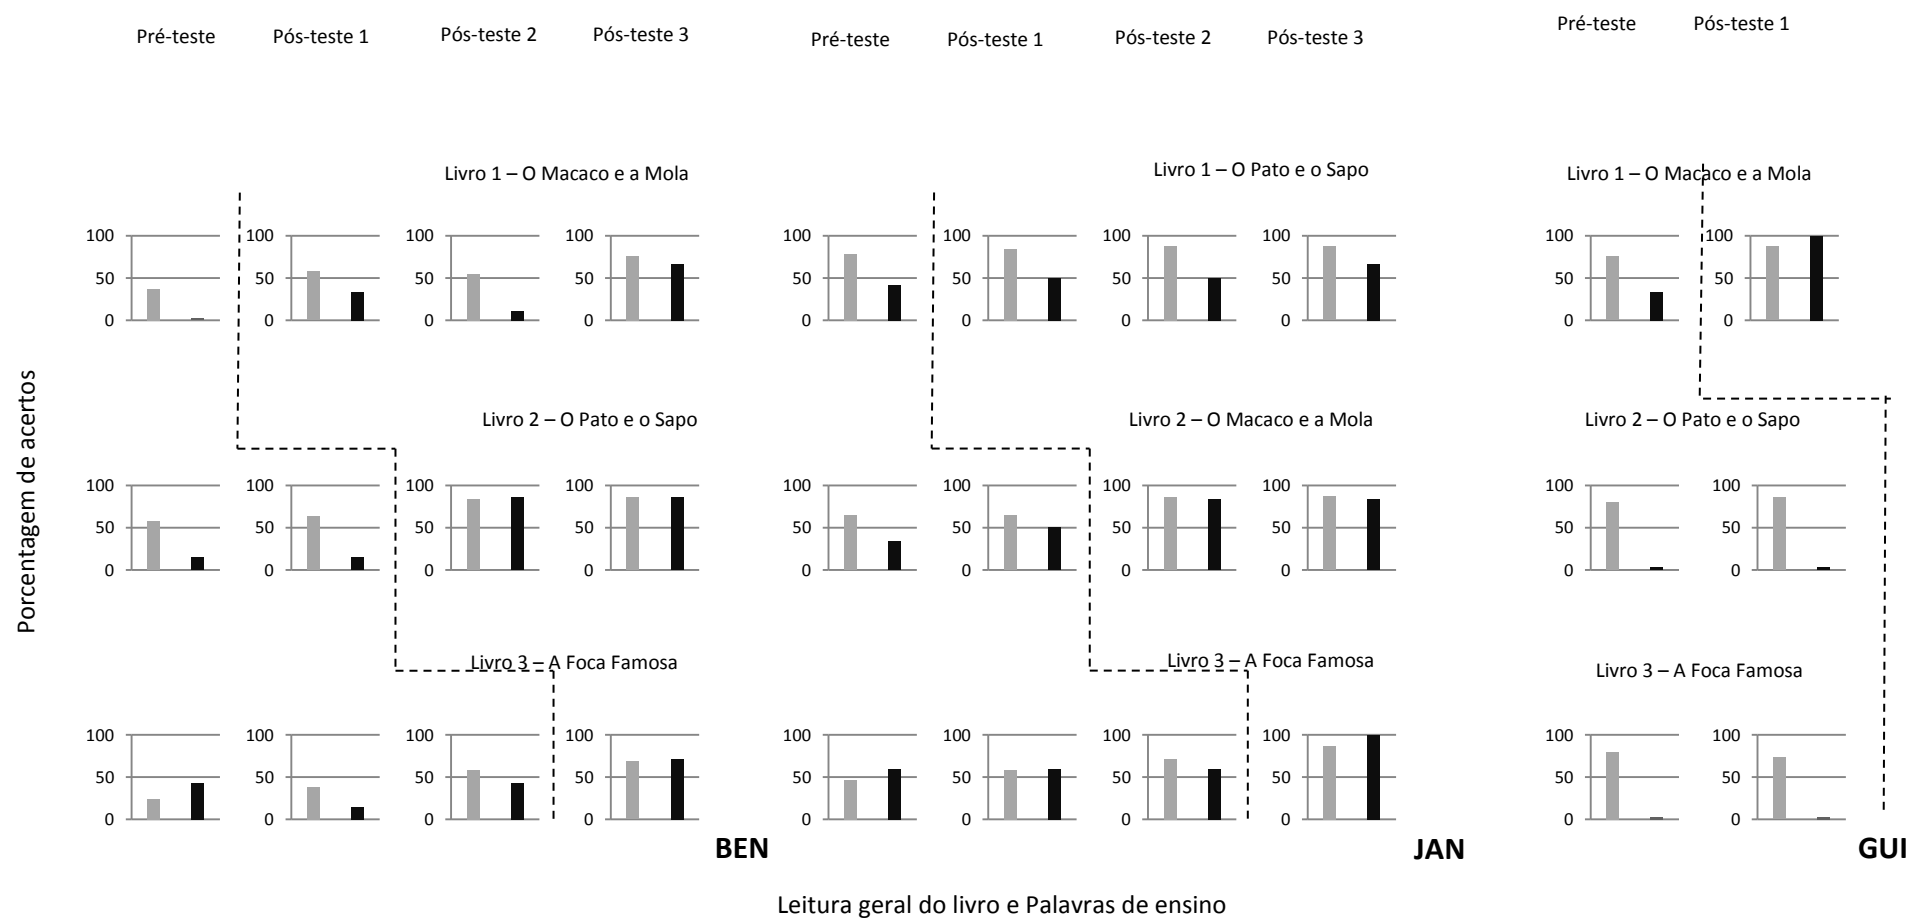 Pré-teste Pós-teste 1 Pós-teste 2 Pós-teste 3 Pré-teste Pós-teste 1 Pós-teste 2 Pós-teste 3 Pré-teste Pós-teste 1
Livro 1 – O Macaco e a Mola Livro 1 – O Pato e o Sapo Livro 1 – O Macaco e a Mola
100 100 100 100 100 100 100 100 100 100
50 50 50 50 50 50 50 50 50 50
0 0 0 0 0 0 0 0 0 0
Porcentagem de acertos
Livro 2 – O Pato e o Sapo Livro 2 – O Macaco e a Mola Livro 2 – O Pato e o Sapo
100 100 100 100 100 100 100 100 100 100
50 50 50 50 50 50 50 50 50 50
0 0 0 0 0 0 0 0 0 0
Livro 3 – A Foca Famosa Livro 3 – A Foca Famosa Livro 3 – A Foca Famosa
100 100 100 100 100 100 100 100 100 100
50 50 50 50 50 50 50 50 50 50
0 0 0 0 0 0 0 0 0 0
BEN JAN GUI
Leitura geral do livro e Palavras de ensino